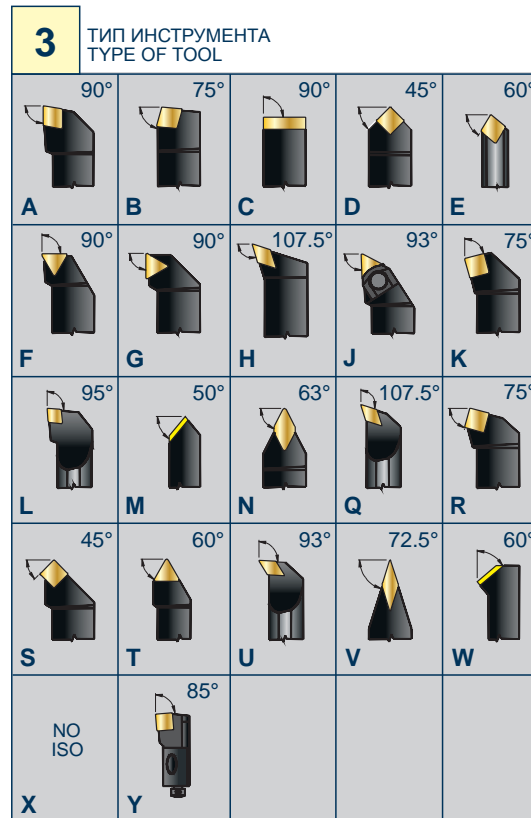 3
ТИП ИНСТРУМЕНТА
TYPE OF TOOL
90° 75° 90° 45° 60°
A B C D E
90° 90° 107.5° 93° 75°
F G H J K
95° 50° 63° 107.5° 75°
L M N Q R
45° 60° 93° 72.5° 60°
S T U V W
85°
NO
ISO
X Y